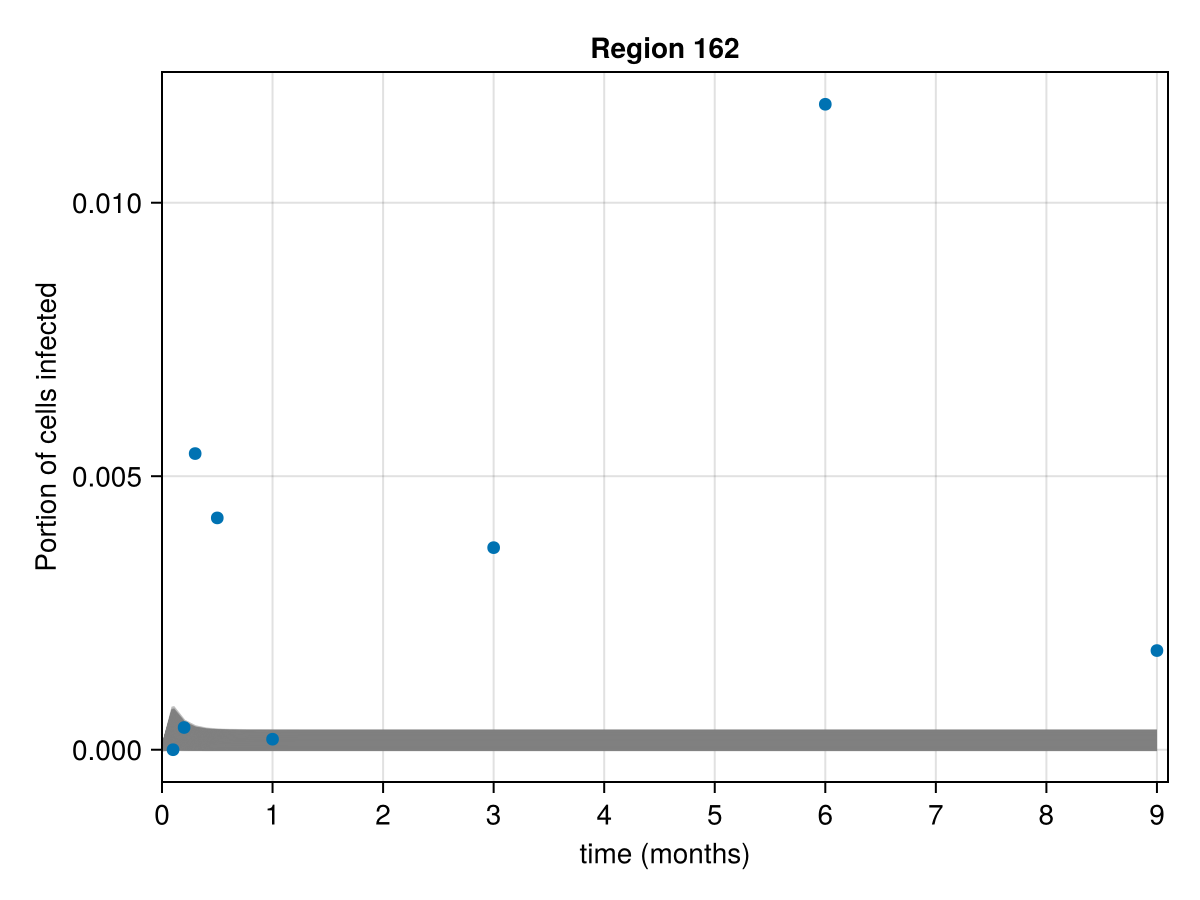 Region 162
Portion of cells infected
0.010
0.005
0.000
0 1 2 3 4 5 6 7 8 9
time (months)